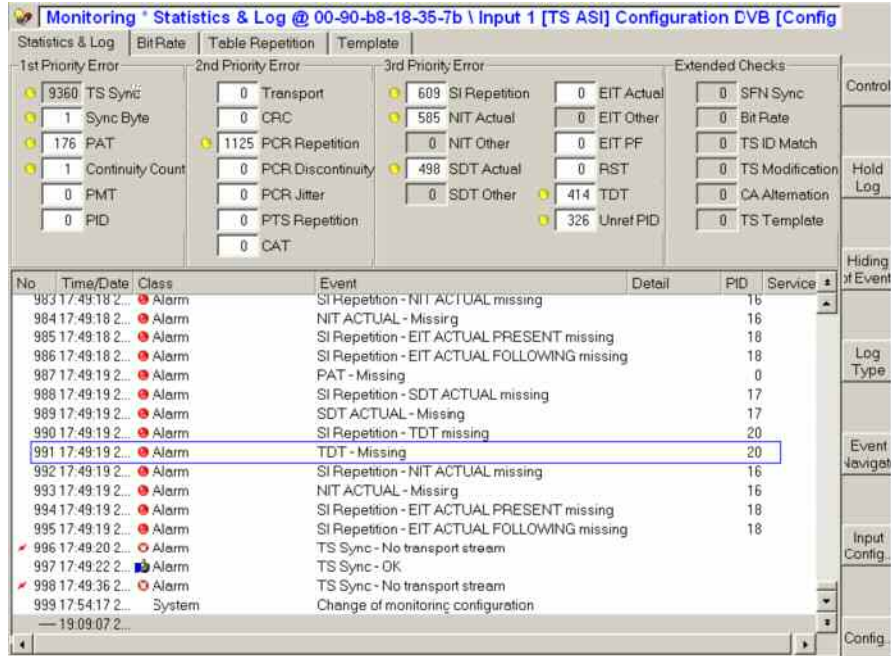 Monitoring * Statistics & Log @ 00-90-b8-18-35-7b \ Input 1 [TS ASI] Configuration DVB [Config
Statistics & Log BitRate Table Repetition Template
1st Priority Error 2nd Priority Error 3rd Priority Error Extended Checks
9360 TS Sync 0 Transport 609 SI Repetition 0 EIT Actual 0 SFN Sync
1 Sync Byte 0 CRC 585 NIT Actual 0 EIT Other 0 Bit Rate
176 PAT 1125 PCR Repetition 0 NIT Other 0 EIT PF 0 TS ID Match
1 Continuity Count 0 PCR Discontinuity 498 SDT Actual 0 RST 0 TS Modification
0 PMT 0 PCR Jitter 0 SDT Other 414 TDT 0 CA Alternation
0 PID 0 PTS Repetition 326 Unref PID 0 TS Template
0 CAT
No Time/Date Class Event Detail PID Service
983 17:49:18 2... Alarm SI Repetition - NIT ACTUAL missing 16
984 17:49:18 2... Alarm NIT ACTUAL - Missing 16
985 17:49:18 2... Alarm SI Repetition - EIT ACTUAL PRESENT missing 18
986 17:49:18 2... Alarm SI Repetition - EIT ACTUAL FOLLOWING missing 18
987 17:49:19 2... Alarm PAT - Missing 0
988 17:49:19 2... Alarm SI Repetition - SDT ACTUAL missing 17
989 17:49:19 2... Alarm SDT ACTUAL - Missing 17
990 17:49:19 2... Alarm SI Repetition - TDT missing 20
991 17:49:19 2... Alarm TDT - Missing 20
992 17:49:19 2... Alarm SI Repetition - NIT ACTUAL missing 16
993 17:49:19 2... Alarm NIT ACTUAL - Missing 16
994 17:49:19 2... Alarm SI Repetition - EIT ACTUAL PRESENT missing 18
995 17:49:19 2... Alarm SI Repetition - EIT ACTUAL FOLLOWING missing 18
996 17:49:20 2... Alarm TS Sync - No transport stream
997 17:49:22 2... Alarm TS Sync - OK
998 17:49:36 2... Alarm TS Sync - No transport stream
999 17:54:17 2... System Change of monitoring configuration
--- 19:09:07 2...
Control
Hold
Log
Hiding
of Event
Log
Type
Event
Navigat
Input
Config..
Config..